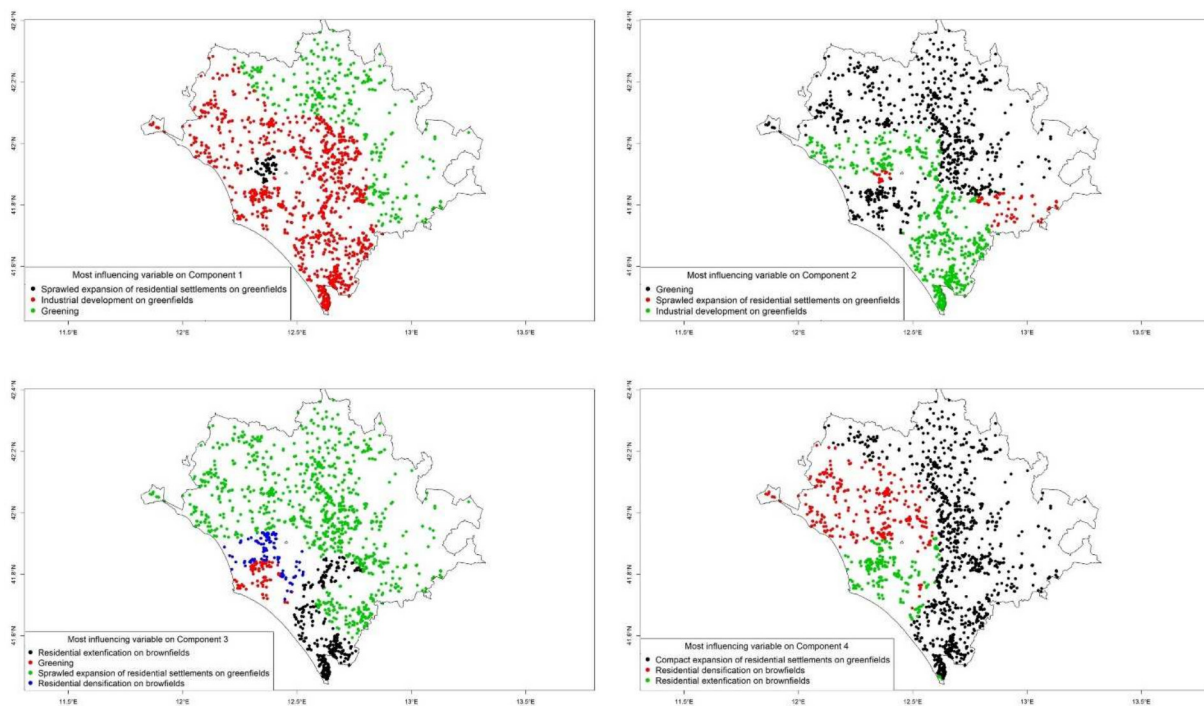 42.4°N
42.2°N
42°N
41.8°N
41.6°N
Most influencing variable on Component 1
Sprawled expansion of residential settlements on greenfields
Industrial development on greenfields
Greening
11.5°E
12°E
12.5°E
13°E
13.5°E
42.4°N
42.2°N
42°N
41.8°N
41.6°N
Most influencing variable on Component 2
Greening
Sprawled expansion of residential settlements on greenfields
Industrial development on greenfields
11.5°E
12°E
12.5°E
13°E
13.5°E
42.4°N
42.2°N
42°N
41.8°N
41.6°N
Most influencing variable on Component 3
Residential extenfication on brownfields
Greening
Sprawled expansion of residential settlements on greenfields
Residential densification on browfields
11.5°E
12°E
12.5°E
13°E
13.5°E
42.4°N
42.2°N
42°N
41.8°N
41.6°N
Most influencing variable on Component 4
Compact expansion of residential settlements on greenfields
Residential densification on browfields
Residential extenfication on brownfields
11.5°E
12°E
12.5°E
13°E
13.5°E